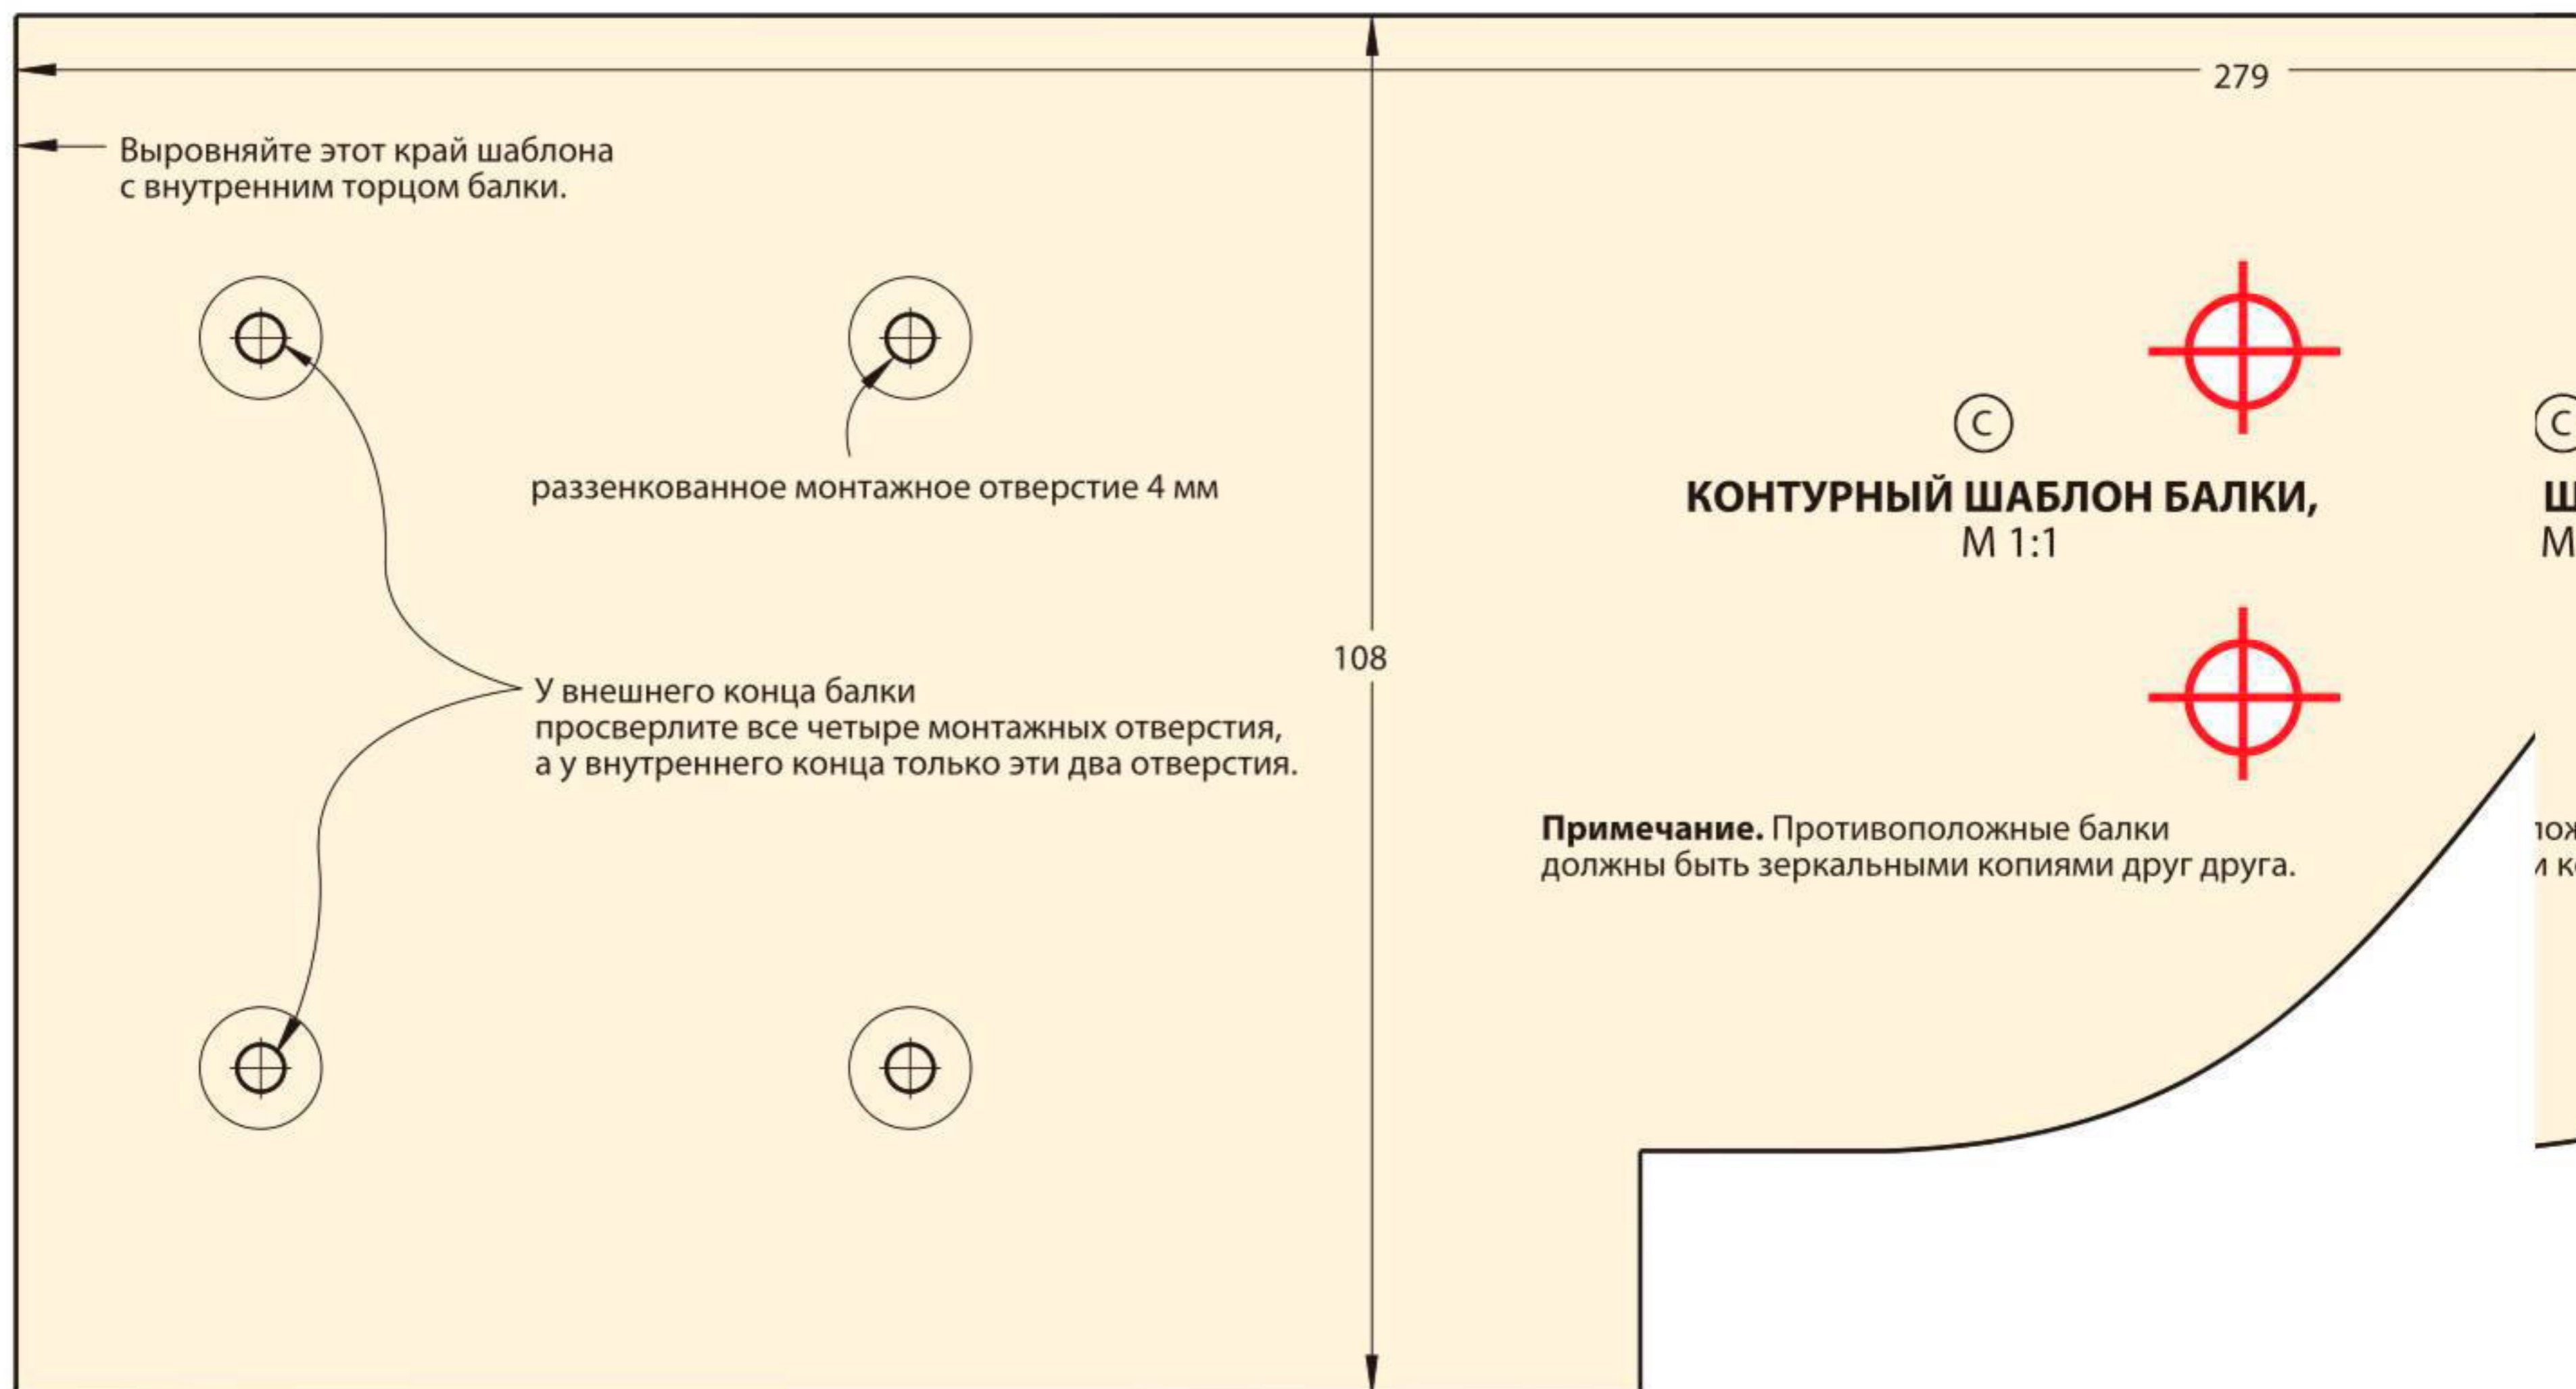 279
Выровняйте этот край шаблона
с внутренним торцом балки.
C
C
раззенкованное монтажное отверстие 4 мм
КОНТУРНЫЙ ШАБЛОН БАЛКИ,
М 1:1
108
У внешнего конца балки
просверлите все четыре монтажных отверстия,
а у внутреннего конца только эти два отверстия.
Примечание. Противоположные балки
должны быть зеркальными копиями друг друга.